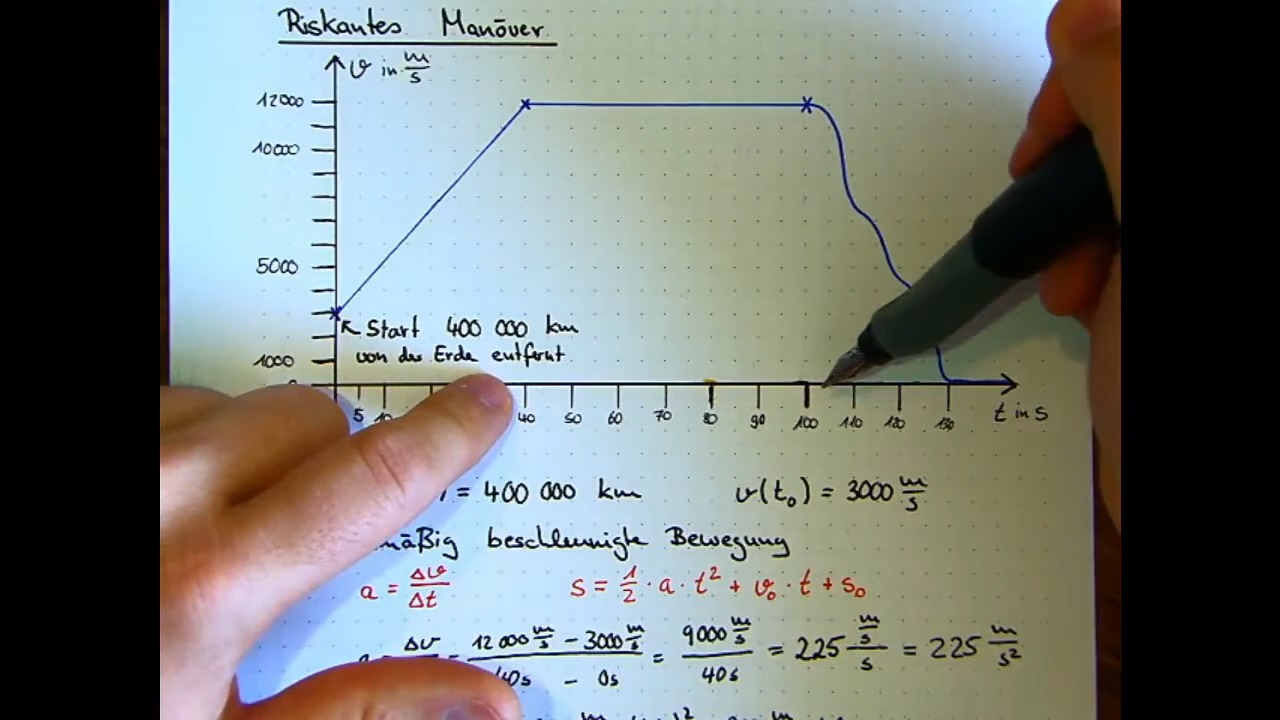 Riskantes Manöver
v in m/s
12000
10000
5000
1000
Start 400 000 km
von der Erde entfernt
5 10 40 50 60 70 80 90 100 110 120 130 t in s
= 400 000 km v(t₀) = 3000 m/s
mäßig beschleunigte Bewegung
a = Δv/Δt s = 1/2 · a · t² + v₀ · t + s₀
Δv = 12000 m/s − 3000 m/s / 40s − 0s = 9000 m/s / 40s = 225 m/s / s = 225 m/s²